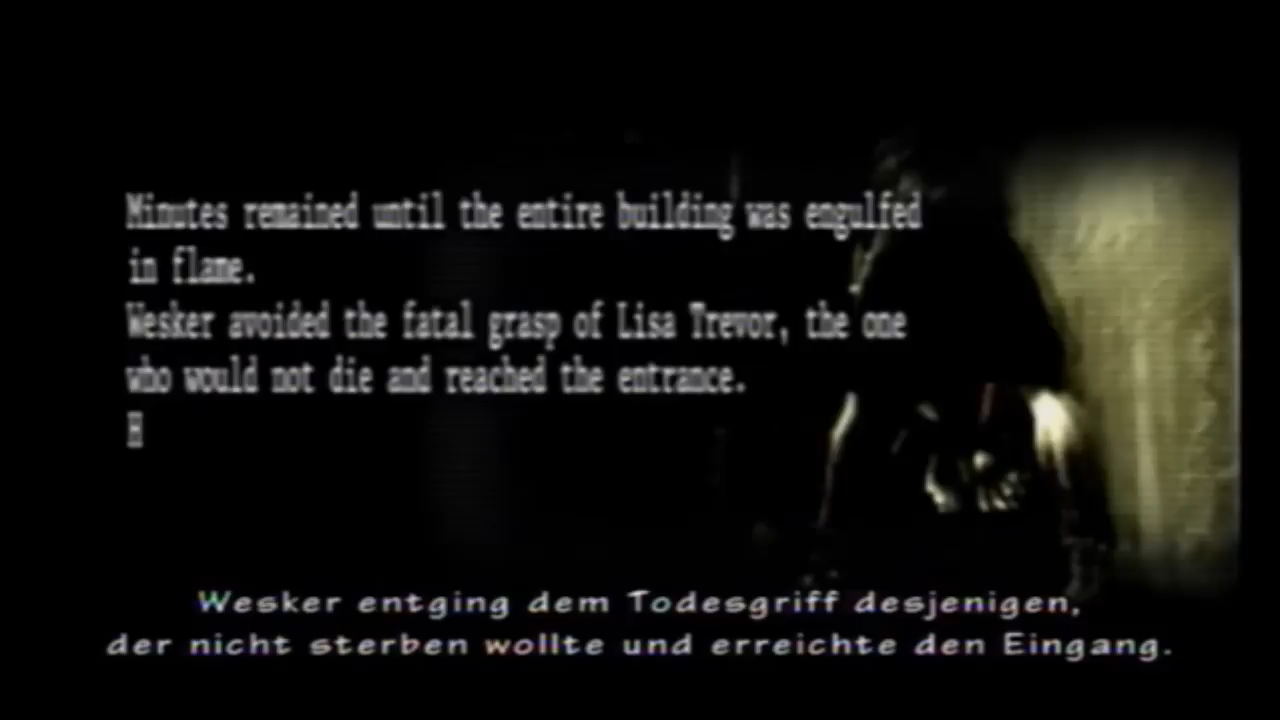 Minutes remained until the entire building was engulfed
in flame.
Wesker avoided the fatal grasp of Lisa Trevor, the one
who would not die and reached the entrance.
H
Wesker entging dem Todesgriff desjenigen,
der nicht sterben wollte und erreichte den Eingang.